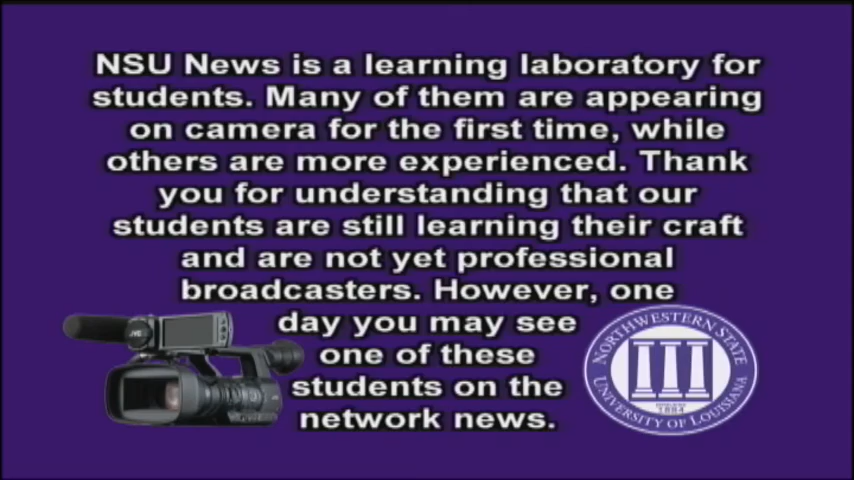 NSU News is a learning laboratory for
students. Many of them are appearing
on camera for the first time, while
others are more experienced. Thank
you for understanding that our
students are still learning their craft
and are not yet professional
broadcasters. However, one
day you may see
one of these
students on the
network news.
JVC
NORTHWESTERN STATE
UNIVERSITY OF LOUISIANA
1884